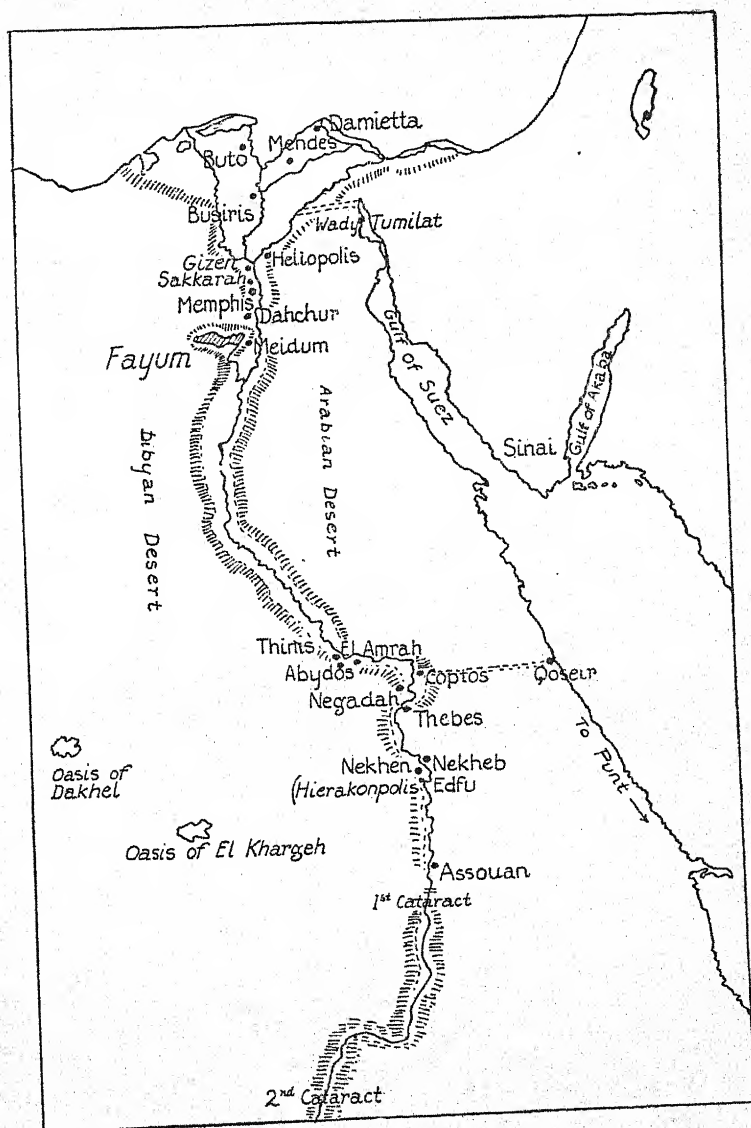 Damietta
Mendes
Buto
Busiris
Wady Tumilat
Heliopolis
Gizeh
Sakkarah
Memphis
Dahchur
Fayum
Meidum
Gulf of Suez
Gulf of Akaba
Sinai
Arabian Desert
Libyan Desert
Thinis
El Amrah
Abydos
Coptos
Qoseir
Negadah
Thebes
To Punt
Oasis of
Dakhel
Nekhen
Nekheb
(Hierakonpolis
Edfu
Oasis of El Khargeh
Assouan
1st Cataract
2nd Cataract